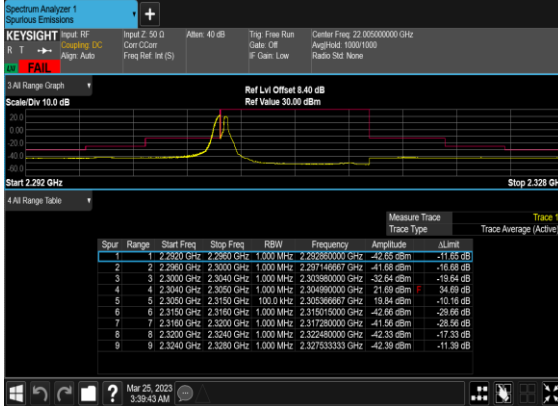 Spectrum Analyzer 1
Spurious Emissions
+
KEYSIGHT Input: RF Input Z: 50 Ω Atten: 40 dB Trig: Free Run Center Freq: 22.005000000 GHz
R T Coupling: DC Corr CCorr Gate: Off Avg|Hold: 1000/1000
Align: Auto Freq Ref: Int (S) IF Gain: Low Radio Std: None
FAIL
3 All Range Graph
Ref Lvl Offset 8.40 dB
Scale/Div 10.0 dB Ref Value 30.00 dBm
20.0
0.00
-20.0
-40.0
-60.0
Start 2.292 GHz Stop 2.328 GH
4 All Range Table
Measure Trace Trace 1
Trace Type Trace Average (Active)
Spur Range Start Freq Stop Freq RBW Frequency Amplitude ΔLimit
1 1 2.2920 GHz 2.2960 GHz 1.000 MHz 2.292860000 GHz -42.65 dBm -11.65 dB
2 2 2.2960 GHz 2.3000 GHz 1.000 MHz 2.297146667 GHz -41.68 dBm -16.68 dB
3 3 2.3000 GHz 2.3040 GHz 1.000 MHz 2.303980000 GHz -32.64 dBm -19.64 dB
4 4 2.3040 GHz 2.3050 GHz 1.000 MHz 2.304990000 GHz 21.69 dBm F 34.69 dB
5 5 2.3050 GHz 2.3150 GHz 100.0 kHz 2.305366667 GHz 19.84 dBm -10.16 dB
6 6 2.3150 GHz 2.3160 GHz 1.000 MHz 2.315015000 GHz -42.66 dBm -29.66 dB
7 7 2.3160 GHz 2.3200 GHz 1.000 MHz 2.317280000 GHz -41.56 dBm -28.56 dB
8 8 2.3200 GHz 2.3240 GHz 1.000 MHz 2.322480000 GHz -42.33 dBm -17.33 dB
9 9 2.3240 GHz 2.3280 GHz 1.000 MHz 2.327533333 GHz -42.39 dBm -11.39 dB
?
Mar 25, 2023
3:39:43 AM